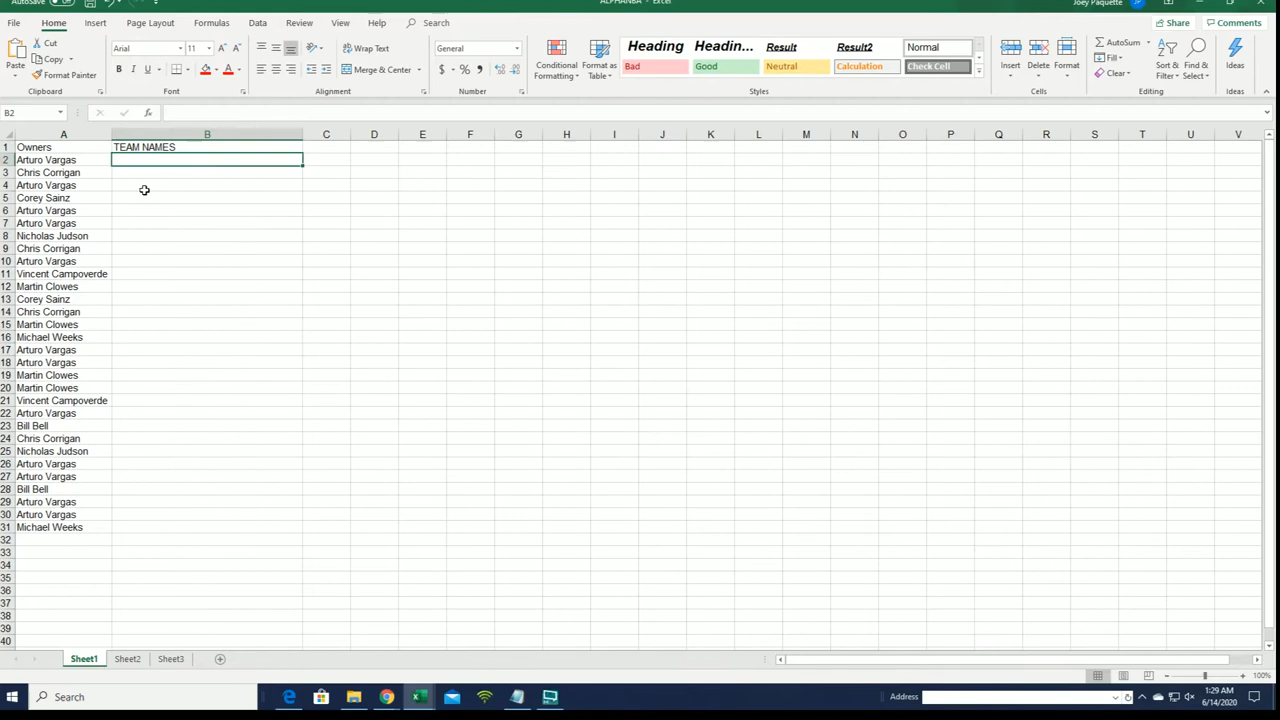 AutoSave Off ALPHANBA - Excel Joey Paquette
File Home Insert Page Layout Formulas Data Review View Help Search Share Comments
Paste Cut Copy Format Painter
Arial 11 Wrap Text General Conditional Formatting Format as Table Heading Headin... Result Result2 Normal Insert Delete Format AutoSum Fill Clear Sort & Filter Find & Select Ideas
B I U Merge & Center $ % Bad Good Neutral Calculation Check Cell
Clipboard Font Alignment Number Styles Cells Editing Ideas
B2 fx
A B C D E F G H I J K L M N O P Q R S T U V
1 Owners TEAM NAMES
2 Arturo Vargas
3 Chris Corrigan
4 Arturo Vargas
5 Corey Sainz
6 Arturo Vargas
7 Arturo Vargas
8 Nicholas Judson
9 Chris Corrigan
10 Arturo Vargas
11 Vincent Campoverde
12 Martin Clowes
13 Corey Sainz
14 Chris Corrigan
15 Martin Clowes
16 Michael Weeks
17 Arturo Vargas
18 Arturo Vargas
19 Martin Clowes
20 Martin Clowes
21 Vincent Campoverde
22 Arturo Vargas
23 Bill Bell
24 Chris Corrigan
25 Nicholas Judson
26 Arturo Vargas
27 Arturo Vargas
28 Bill Bell
29 Arturo Vargas
30 Arturo Vargas
31 Michael Weeks
32
33
34
35
36
37
38
39
40
Sheet1 Sheet2 Sheet3
100%
Search Address 1:29 AM
6/14/2020